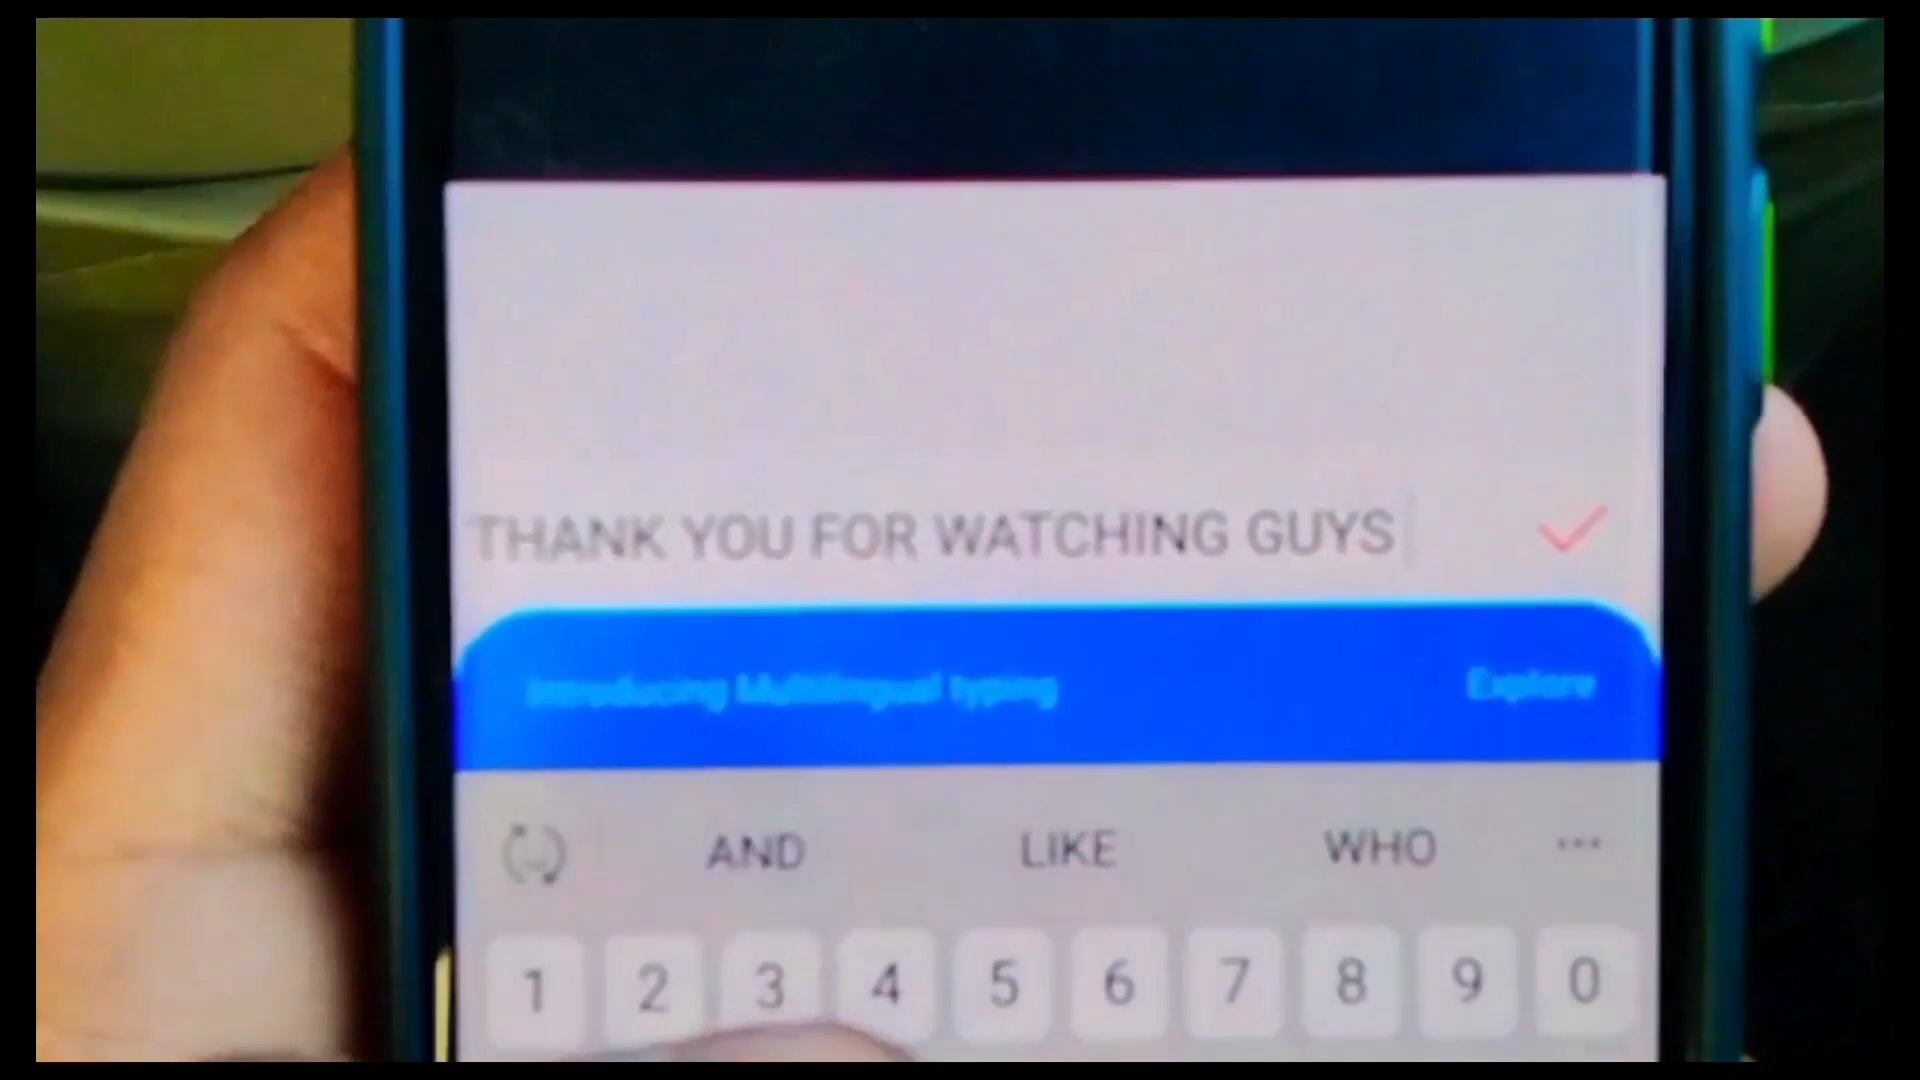 THANK YOU FOR WATCHING GUYS
Introducing Multilingual typing Explore
AND LIKE WHO ...
1 2 3 4 5 6 7 8 9 0